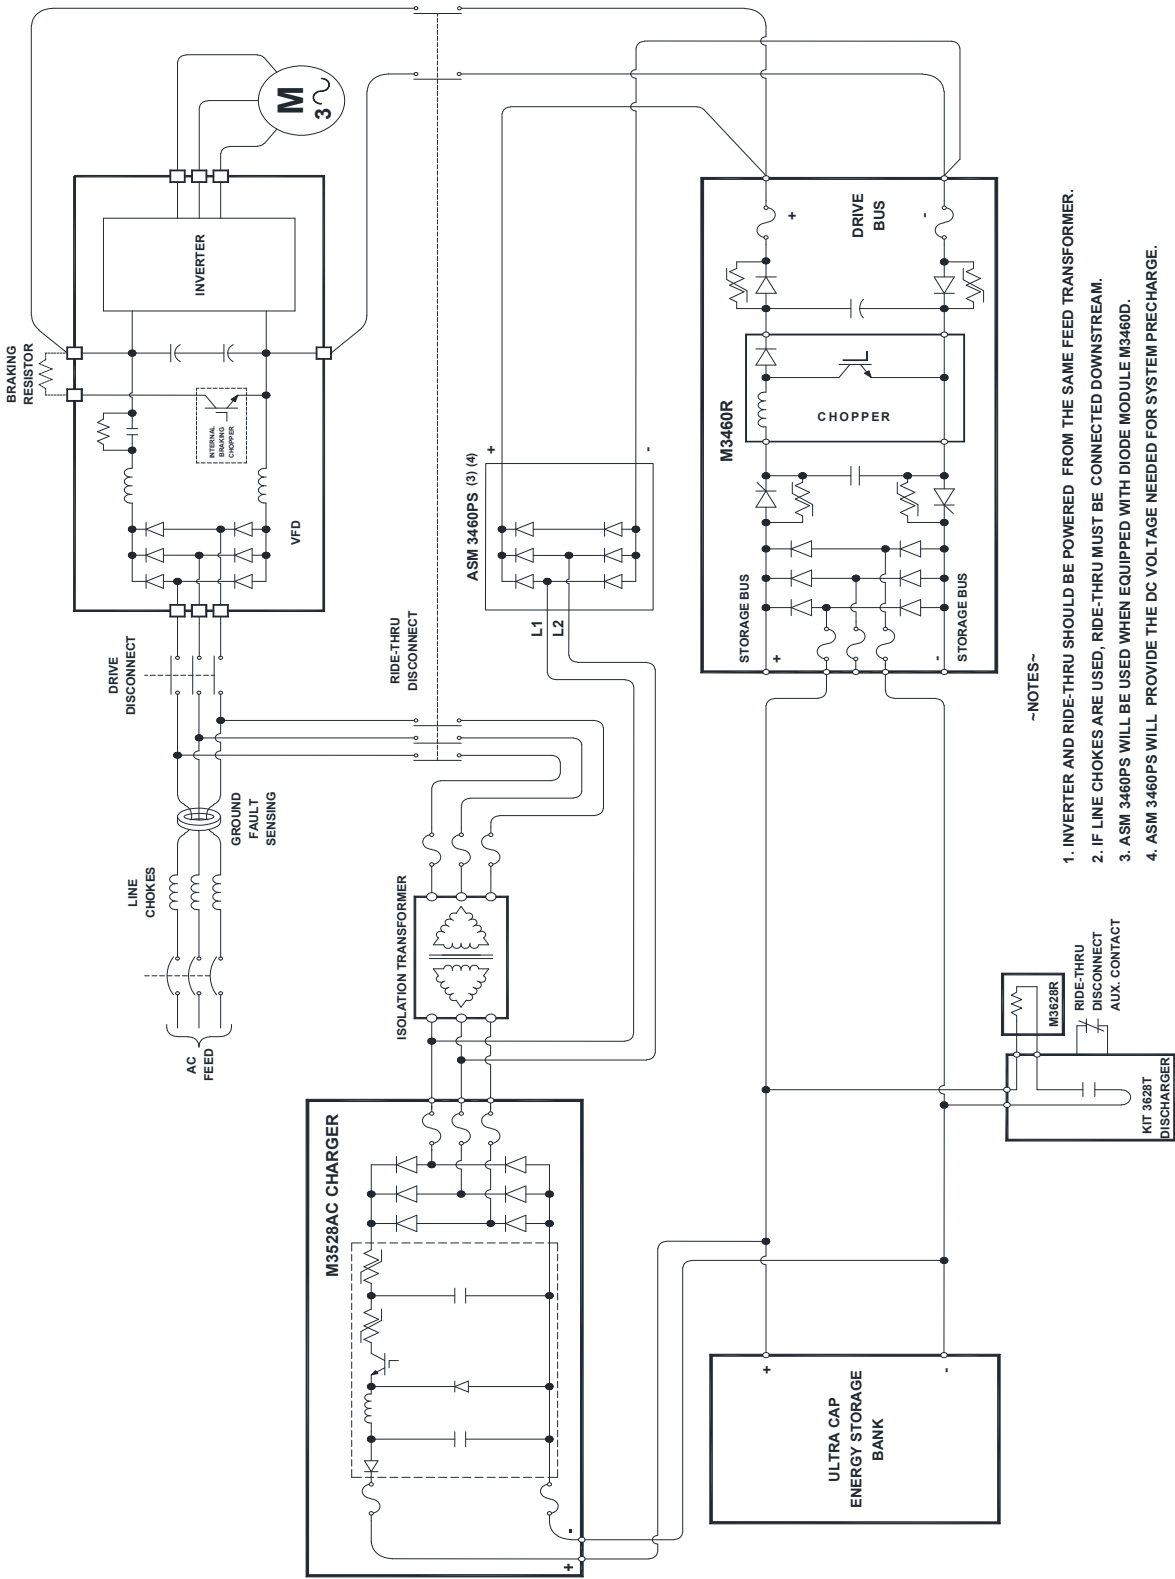 BRAKING
RESISTOR
INVERTER
M
3
INTERNAL
BRAKING
CHOPPER
VFD
DRIVE
DISCONNECT
LINE
CHOKES
GROUND
FAULT
SENSING
AC
FEED
RIDE-THRU
DISCONNECT
ASM 3460PS (3) (4)
+
-
L1
L2
ISOLATION TRANSFORMER
M3528AC CHARGER
+
-
M3460R
DRIVE
BUS
+
-
CHOPPER
STORAGE BUS
+
-
STORAGE BUS
ULTRA CAP
ENERGY STORAGE
BANK
+
-
M3628R
RIDE-THRU
DISCONNECT
AUX. CONTACT
KIT 3628T
DISCHARGER
~NOTES~
1. INVERTER AND RIDE-THRU SHOULD BE POWERED FROM THE SAME FEED TRANSFORMER.
2. IF LINE CHOKES ARE USED, RIDE-THRU MUST BE CONNECTED DOWNSTREAM.
3. ASM 3460PS WILL BE USED WHEN EQUIPPED WITH DIODE MODULE M3460D.
4. ASM 3460PS WILL PROVIDE THE DC VOLTAGE NEEDED FOR SYSTEM PRECHARGE.